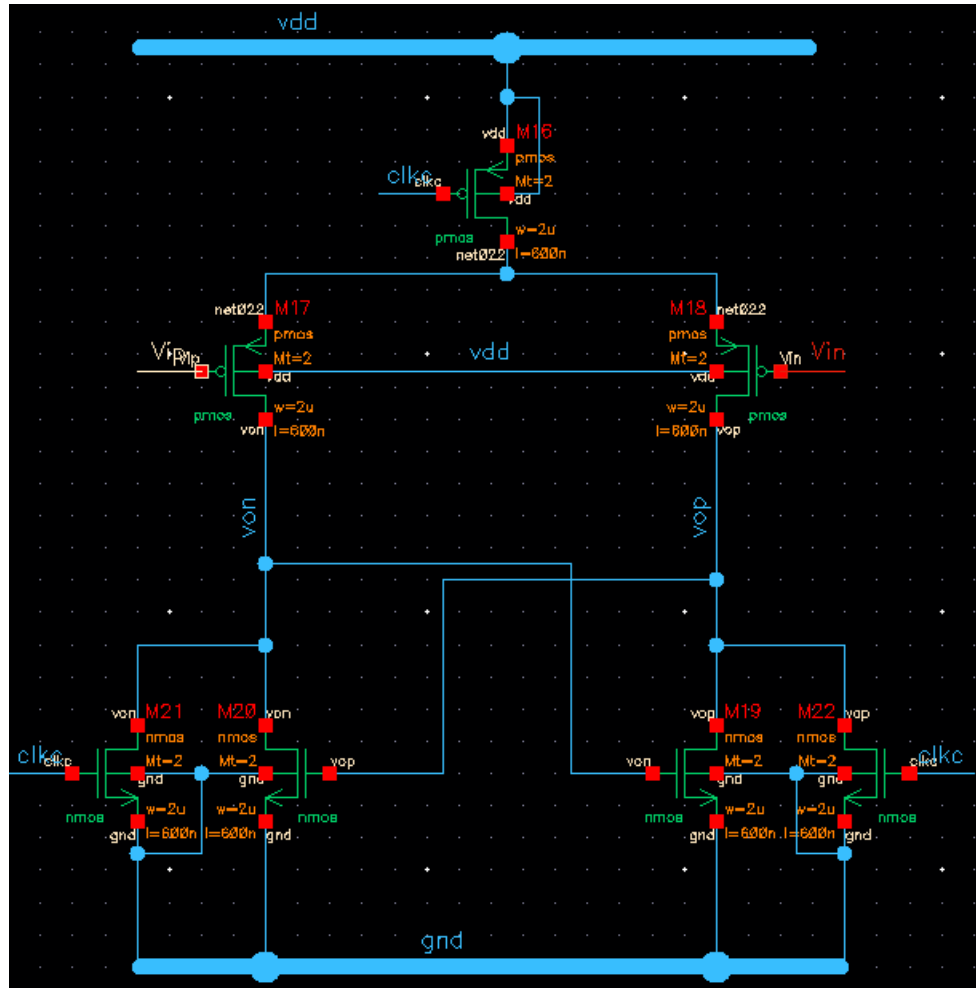 vdd
vdd M16
pmos
clkc clkc Mt=2
vdd
pmos w=2u
net022 l=600n
net022 M17 M18 net022
pmos pmos
Vip Vip Mt=2 vdd Mt=2 Vin Vin
vdd vdd
pmos w=2u w=2u pmos
von l=600n l=600n vop
von vop
von M21 M20 von vop M19 M22 vop
nmos nmos nmos nmos
clkc clkc Mt=2 Mt=2 vop von Mt=2 Mt=2 clkc clkc
gnd gnd gnd gnd
nmos w=2u w=2u nmos nmos w=2u w=2u nmos
gnd l=600n l=600n gnd gnd l=600n l=600n gnd
gnd